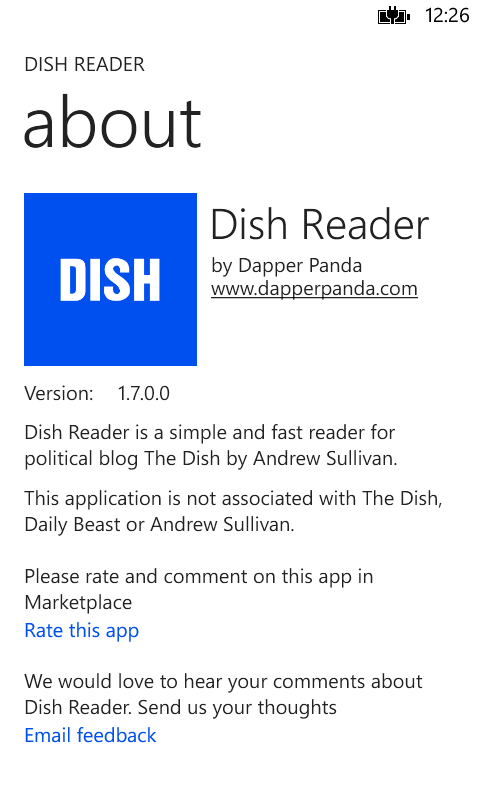 12:26
DISH READER
about
DISH
Dish Reader
by Dapper Panda
www.dapperpanda.com
Version: 1.7.0.0
Dish Reader is a simple and fast reader for
political blog The Dish by Andrew Sullivan.
This application is not associated with The Dish,
Daily Beast or Andrew Sullivan.
Please rate and comment on this app in
Marketplace
Rate this app
We would love to hear your comments about
Dish Reader. Send us your thoughts
Email feedback